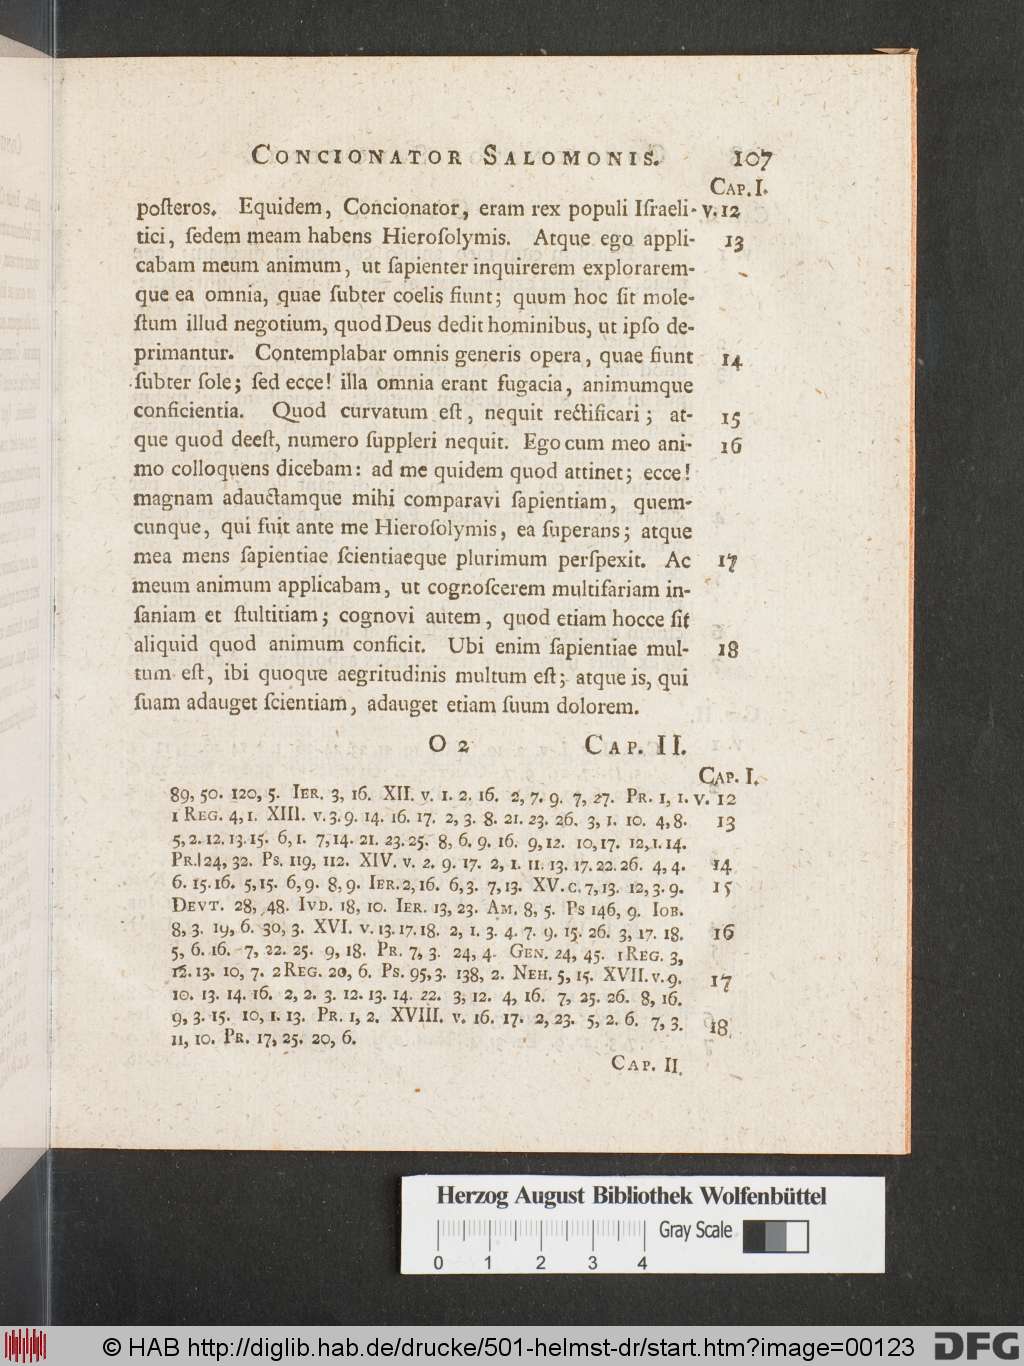 CONCIONATOR SALOMONIS. 107
CAP. I.
poſteros. Equidem, Concionator, eram rex populi Iſraeli- v. 12
tici, ſedem meam habens Hieroſolymis. Atque ego appli- 13
cabam meum animum, ut ſapienter inquirerem explorarem-
que ea omnia, quae ſubter coelis fiunt; quum hoc ſit mole-
ſtum illud negotium, quod Deus dedit hominibus, ut ipſo de-
primantur. Contemplabar omnis generis opera, quae fiunt 14
ſubter ſole; ſed ecce! illa omnia erant fugacia, animumque
conficientia. Quod curvatum eſt, nequit rectificari; at- 15
que quod deeſt, numero ſuppleri nequit. Ego cum meo ani- 16
mo colloquens dicebam: ad me quidem quod attinet; ecce!
magnam adauctamque mihi comparavi ſapientiam, quem-
cunque, qui fuit ante me Hieroſolymis, ea ſuperans; atque
mea mens ſapientiae ſcientiaeque plurimum perſpexit. Ac 17
meum animum applicabam, ut cognoſcerem multifariam in-
ſaniam et ſtultitiam; cognovi autem, quod etiam hocce ſit
aliquid quod animum conficit. Ubi enim ſapientiae mul- 18
tum eſt, ibi quoque aegritudinis multum eſt; atque is, qui
ſuam adauget ſcientiam, adauget etiam ſuum dolorem.
O 2 CAP. II.
CAP. I.
89, 50. 120, 5. IER. 3, 16. XII. v. 1. 2. 16. 2, 7. 9. 7, 27. PR. 1, 1. v. 12
1 REG. 4, 1. XIII. v. 3. 9. 14. 16. 17. 2, 3. 8. 21. 23. 26. 3, 1. 10. 4, 8. 13
5, 2. 12. 13. 15. 6, 1. 7, 14. 21. 23. 25. 8, 6. 9. 16. 9, 12. 10, 17. 12, 1. 14.
PR. 24, 32. PS. 119, 112. XIV. v. 2. 9. 17. 2, 1. 11. 13. 17. 22. 26. 4, 4. 14
6. 15. 16. 5, 15. 6, 9. 8, 9. IER. 2, 16. 6, 3. 7, 13. XV. c. 7, 13. 12, 3. 9. 15
DEVT. 28, 48. IVD. 18, 10. IER. 13, 23. AM. 8, 5. PS 146, 9. IOB.
8, 3. 19, 6. 30, 3. XVI. v. 13. 17. 18. 2, 1. 3. 4. 7. 9. 15. 26. 3, 17. 18. 16
5, 6. 16. 7, 22. 25. 9, 18. PR. 7, 3. 24, 4. GEN. 24, 45. 1 REG. 3,
12. 13. 10, 7. 2 REG. 20, 6. PS. 95, 3. 138, 2. NEH. 5, 15. XVII. v. 9. 17
10. 13. 14. 16. 2, 2. 3. 12. 13. 14. 22. 3, 12. 4, 16. 7, 25. 26. 8, 16.
9, 3. 15. 10, 1. 13. PR. 1, 2. XVIII. v. 16. 17. 2, 23. 5, 2. 6. 7, 3. 18
11, 10. PR. 17, 25. 20, 6.
CAP. II.
Herzog August Bibliothek Wolfenbüttel
Gray Scale
0 1 2 3 4
© HAB http://diglib.hab.de/drucke/501-helmst-dr/start.htm?image=00123 DFG